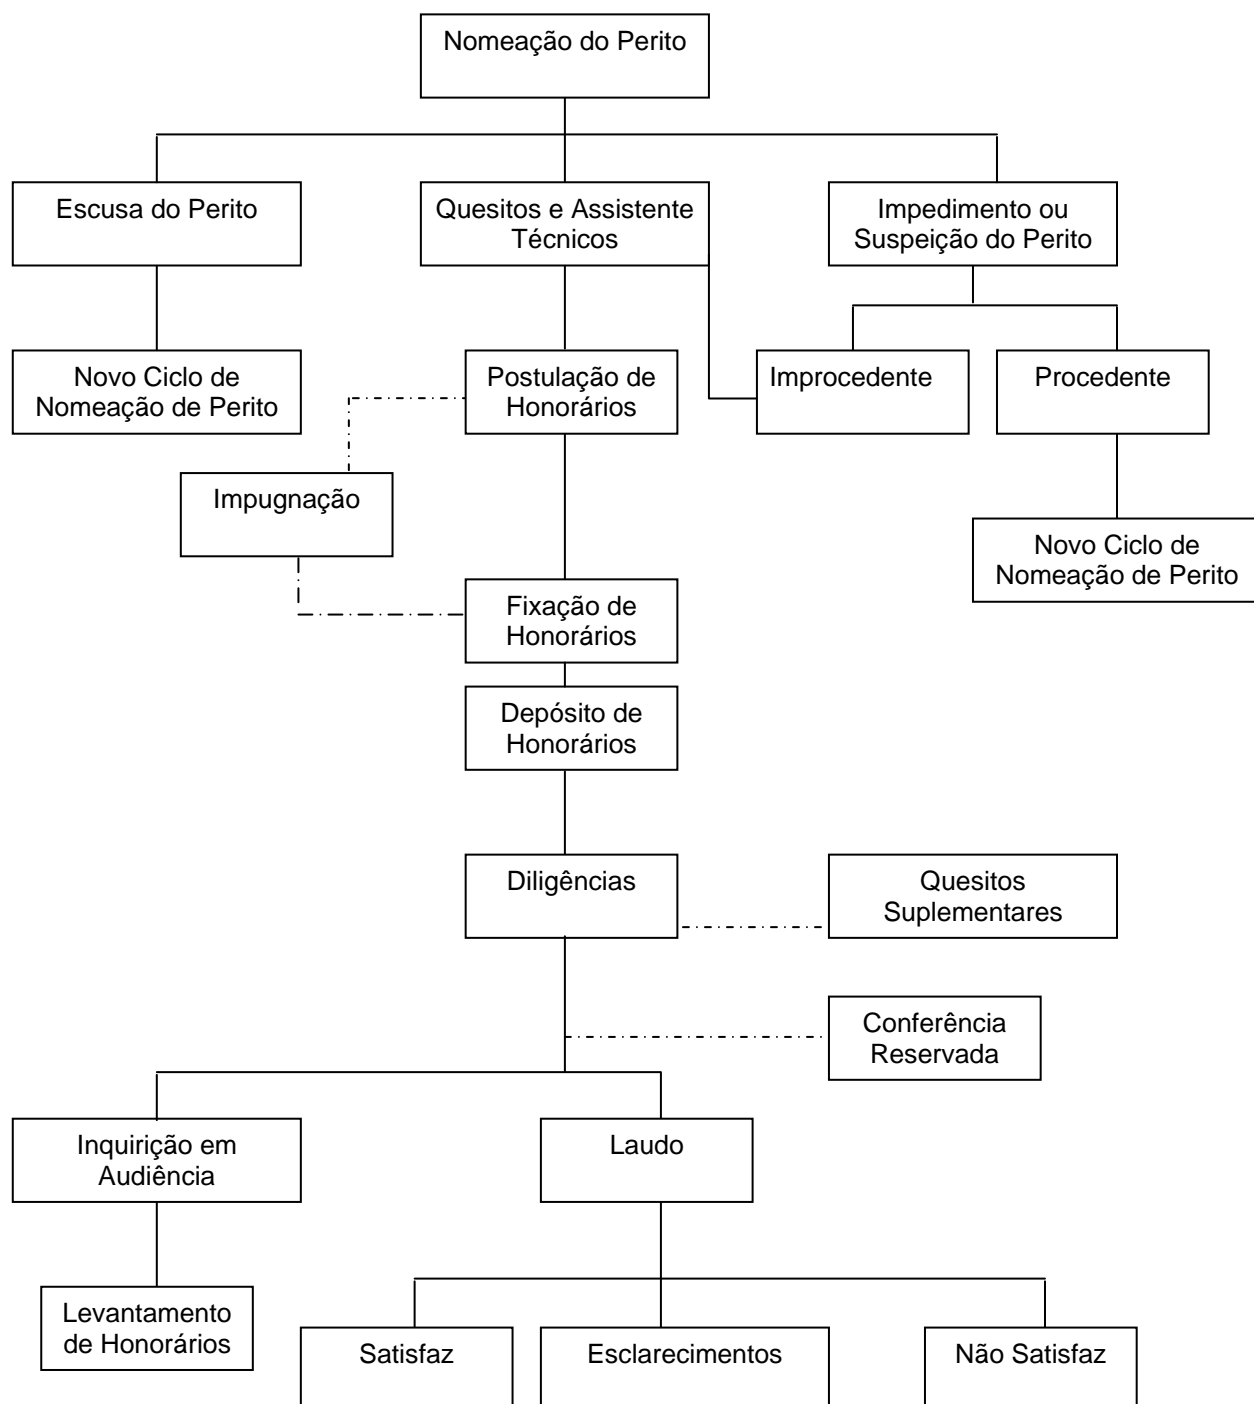 Nomeação do Perito
Escusa do Perito
Quesitos e Assistente
Técnicos
Impedimento ou
Suspeição do Perito
Novo Ciclo de
Nomeação de Perito
Postulação de
Honorários
Improcedente
Procedente
Impugnação
Novo Ciclo de
Nomeação de Perito
Fixação de
Honorários
Depósito de
Honorários
Diligências
Quesitos
Suplementares
Conferência
Reservada
Inquirição em
Audiência
Laudo
Levantamento
de Honorários
Satisfaz
Esclarecimentos
Não Satisfaz